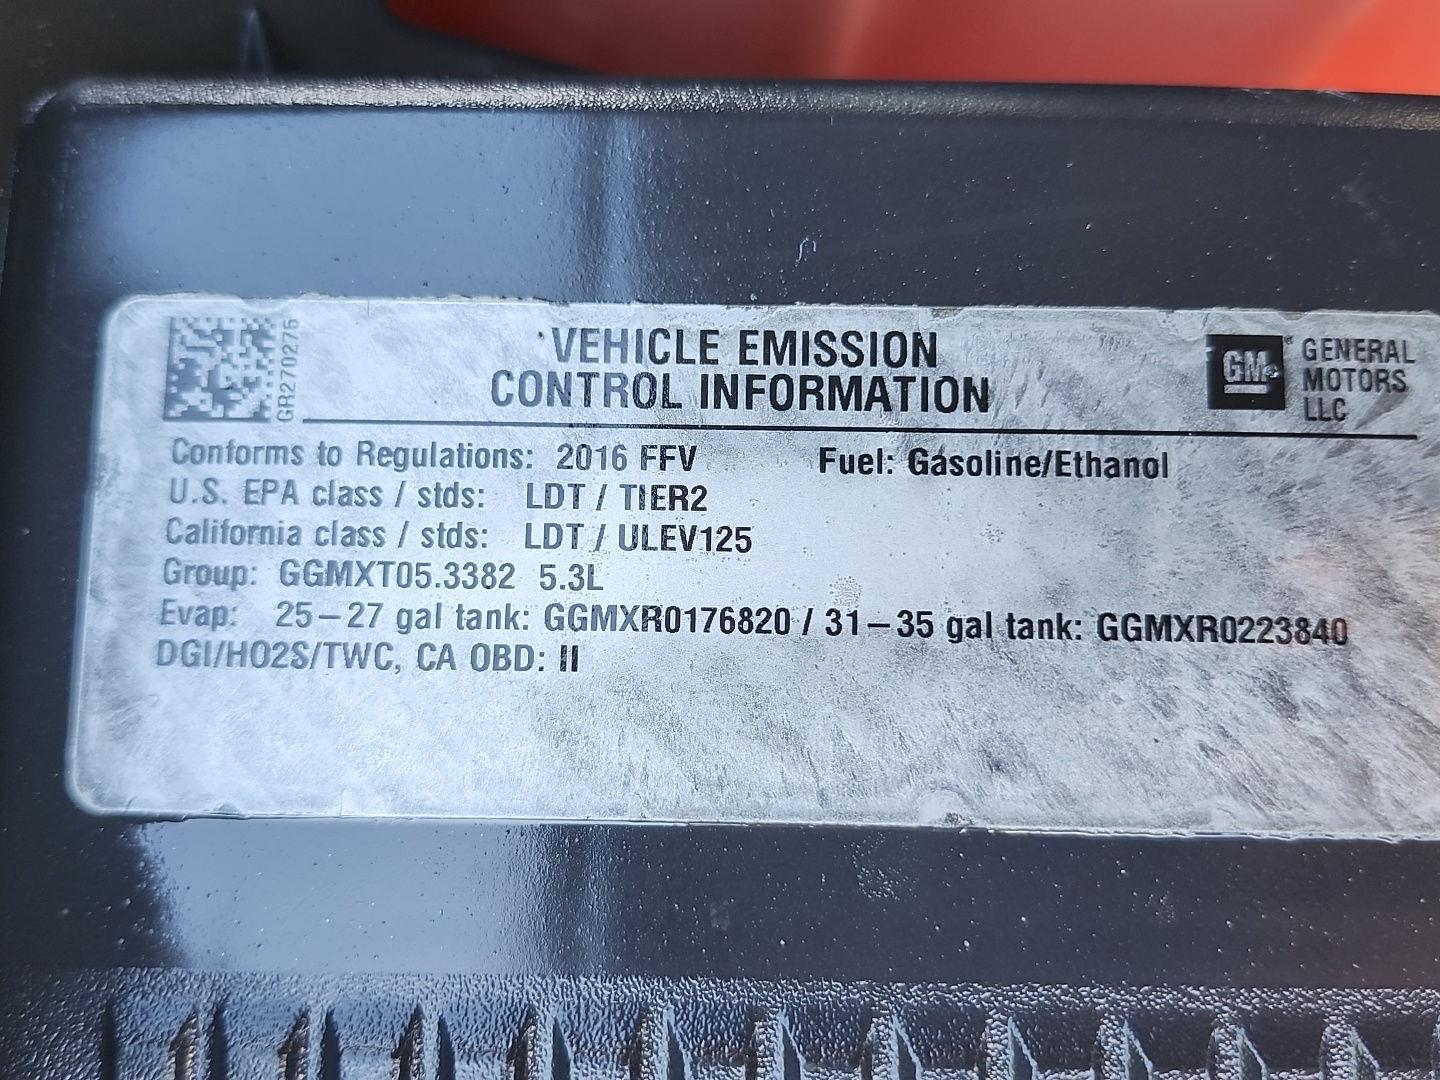 GR270276
VEHICLE EMISSION
CONTROL INFORMATION
GM
GENERAL
MOTORS
LLC
Conforms to Regulations: 2016 FFV Fuel: Gasoline/Ethanol
U.S. EPA class / stds: LDT / TIER2
California class / stds: LDT / ULEV125
Group: GGMXT05.3382 5.3L
Evap: 25–27 gal tank: GGMXR0176820 / 31–35 gal tank: GGMXR0223840
DGI/HO2S/TWC, CA OBD: II